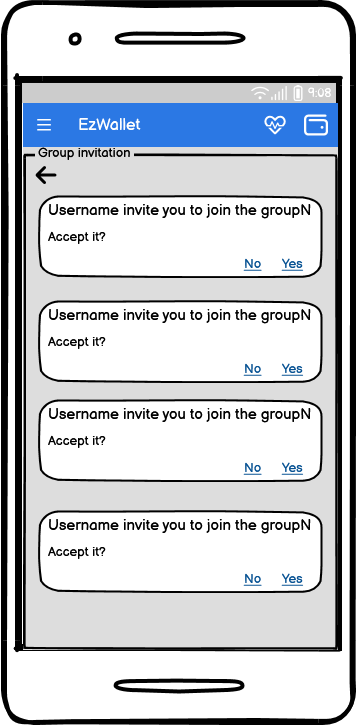 9:08
EzWallet
Group invitation
Username invite you to join the groupN
Accept it?
No Yes
Username invite you to join the groupN
Accept it?
No Yes
Username invite you to join the groupN
Accept it?
No Yes
Username invite you to join the groupN
Accept it?
No Yes